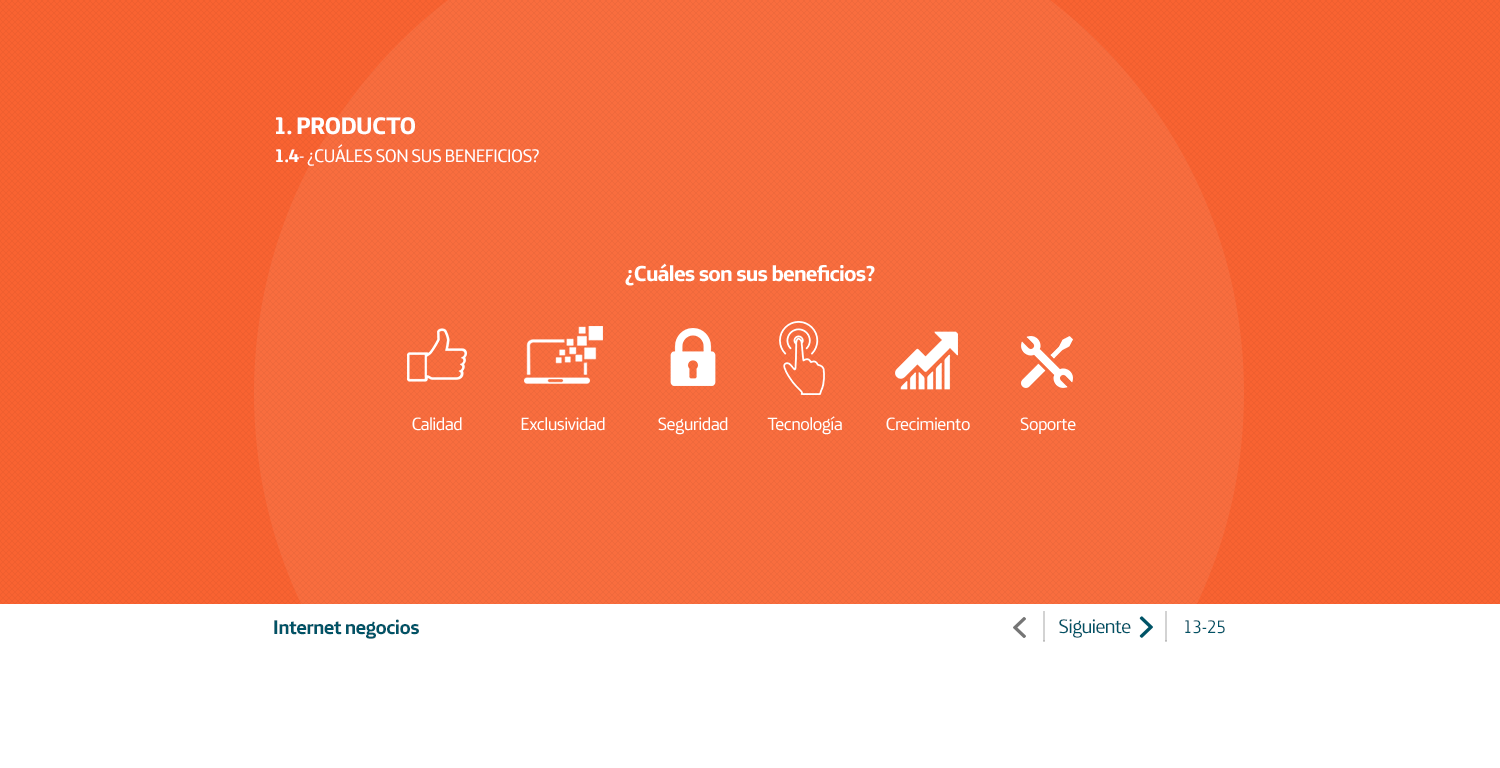 1. PRODUCTO
1.4- ¿CUÁLES SON SUS BENEFICIOS?
¿Cuáles son sus beneficios?
Calidad Exclusividad Seguridad Tecnología Crecimiento Soporte
Internet negocios Siguiente 13-25